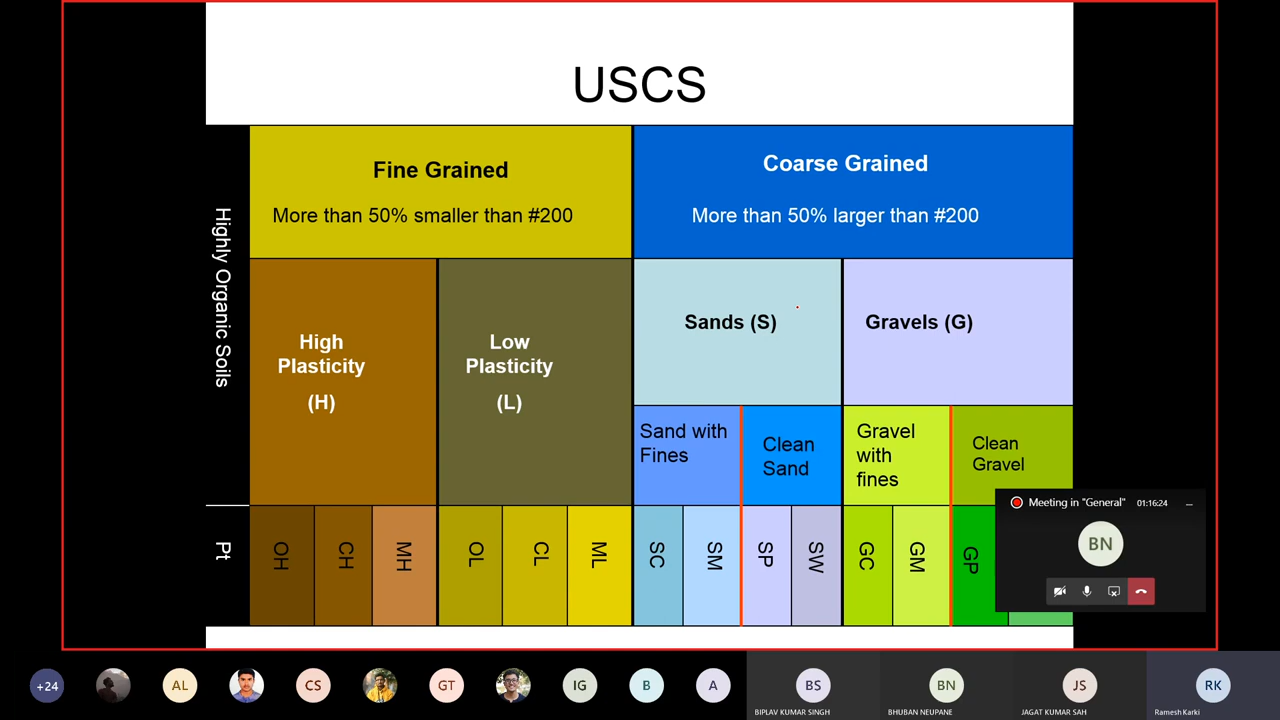 USCS
Highly Organic Soils
Fine Grained
More than 50% smaller than #200
Coarse Grained
More than 50% larger than #200
High
Plasticity
(H)
Low
Plasticity
(L)
Sands (S)
Gravels (G)
Sand with
Fines
Clean
Sand
Gravel
with
fines
Clean
Gravel
Pt
OH
CH
MH
OL
CL
ML
SC
SM
SP
SW
GC
GM
GP
Meeting in "General"
01:16:24
...
BN
+24
AL
CS
GT
IG
B
A
BS
BIPLAV KUMAR SINGH
BN
BHUBAN NEUPANE
JS
JAGAT KUMAR SAH
RK
Ramesh Karki